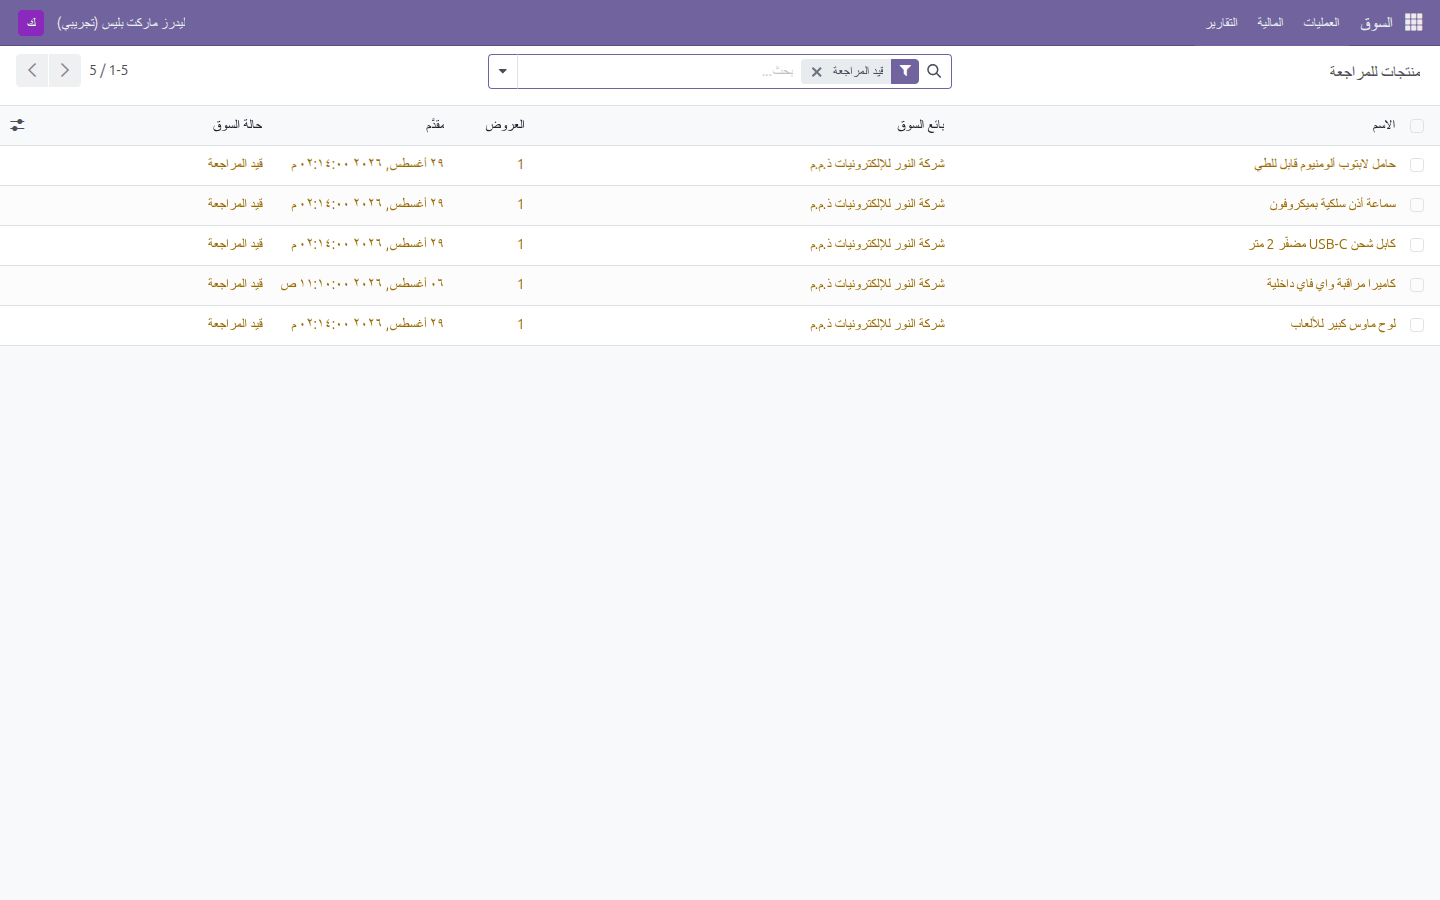 السوق العمليات المالية التقارير ليدرز ماركت بليس (تجريبي) ك
منتجات للمراجعة قيد المراجعة بحث... 1-5 / 5
الاسم بائع السوق العروض مقدَّم حالة السوق
حامل لابتوب ألومنيوم قابل للطي شركة النور للإلكترونيات ذ.م.م 1 ٢٩ أغسطس, ٢٠٢٦ ٠٢:١٤:٠٠ م قيد المراجعة
سماعة أذن سلكية بميكروفون شركة النور للإلكترونيات ذ.م.م 1 ٢٩ أغسطس, ٢٠٢٦ ٠٢:١٤:٠٠ م قيد المراجعة
كابل شحن USB-C مضفّر 2 متر شركة النور للإلكترونيات ذ.م.م 1 ٢٩ أغسطس, ٢٠٢٦ ٠٢:١٤:٠٠ م قيد المراجعة
كاميرا مراقبة واي فاي داخلية شركة النور للإلكترونيات ذ.م.م 1 ٠٦ أغسطس, ٢٠٢٦ ١١:١٠:٠٠ ص قيد المراجعة
لوح ماوس كبير للألعاب شركة النور للإلكترونيات ذ.م.م 1 ٢٩ أغسطس, ٢٠٢٦ ٠٢:١٤:٠٠ م قيد المراجعة